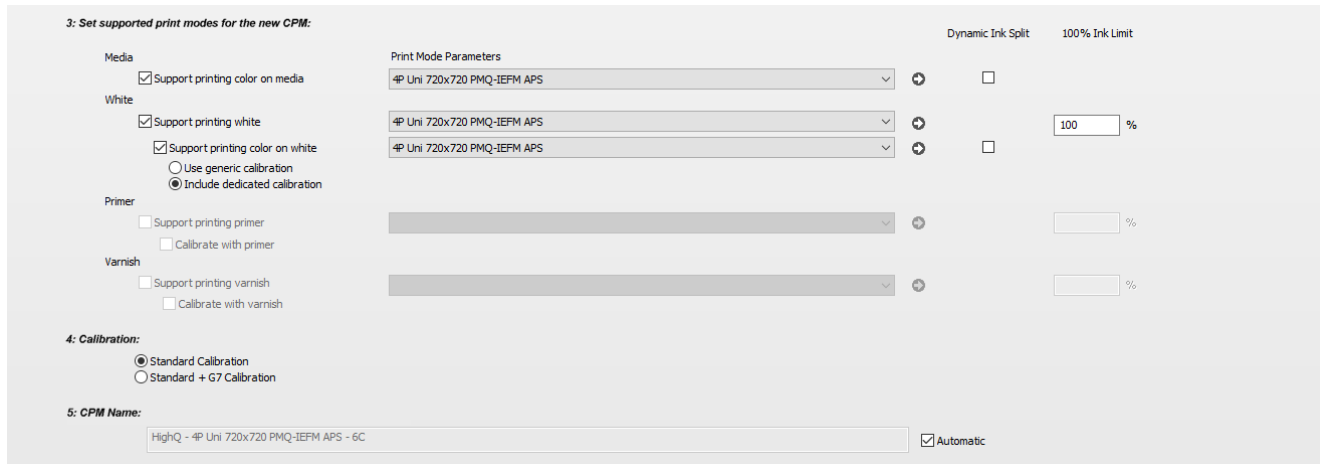 3: Set supported print modes for the new CPM:
Dynamic Ink Split 100% Ink Limit
Media Print Mode Parameters
Support printing color on media 4P Uni 720x720 PMQ-IEFM APS
White
Support printing white 4P Uni 720x720 PMQ-IEFM APS 100 %
Support printing color on white 4P Uni 720x720 PMQ-IEFM APS
Use generic calibration
Include dedicated calibration
Primer
Support printing primer %
Calibrate with primer
Varnish
Support printing varnish %
Calibrate with varnish
4: Calibration:
Standard Calibration
Standard + G7 Calibration
5: CPM Name:
HighQ - 4P Uni 720x720 PMQ-IEFM APS - 6C Automatic